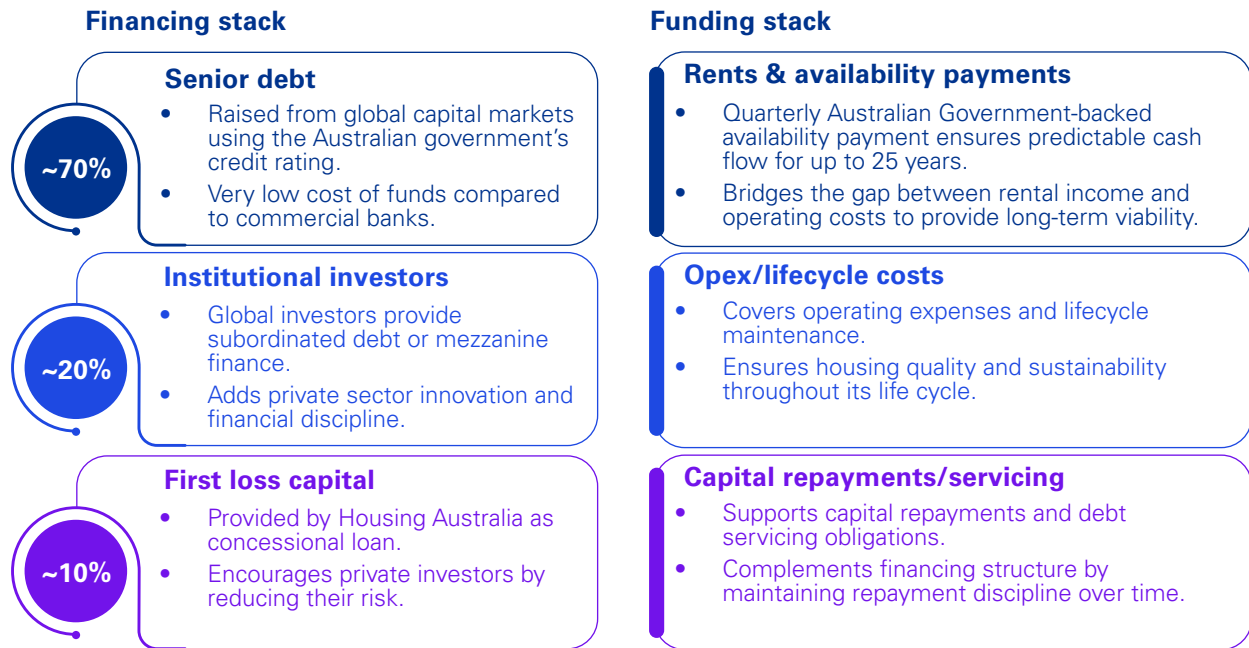 Financing stack
Senior debt
~70%
• Raised from global capital markets
using the Australian government’s
credit rating.
• Very low cost of funds compared
to commercial banks.
Institutional investors
~20%
• Global investors provide
subordinated debt or mezzanine
finance.
• Adds private sector innovation and
financial discipline.
First loss capital
~10%
• Provided by Housing Australia as
concessional loan.
• Encourages private investors by
reducing their risk.
Funding stack
Rents & availability payments
• Quarterly Australian Government-backed
availability payment ensures predictable cash
flow for up to 25 years.
• Bridges the gap between rental income and
operating costs to provide long-term viability.
Opex/lifecycle costs
• Covers operating expenses and lifecycle
maintenance.
• Ensures housing quality and sustainability
throughout its life cycle.
Capital repayments/servicing
• Supports capital repayments and debt
servicing obligations.
• Complements financing structure by
maintaining repayment discipline over time.